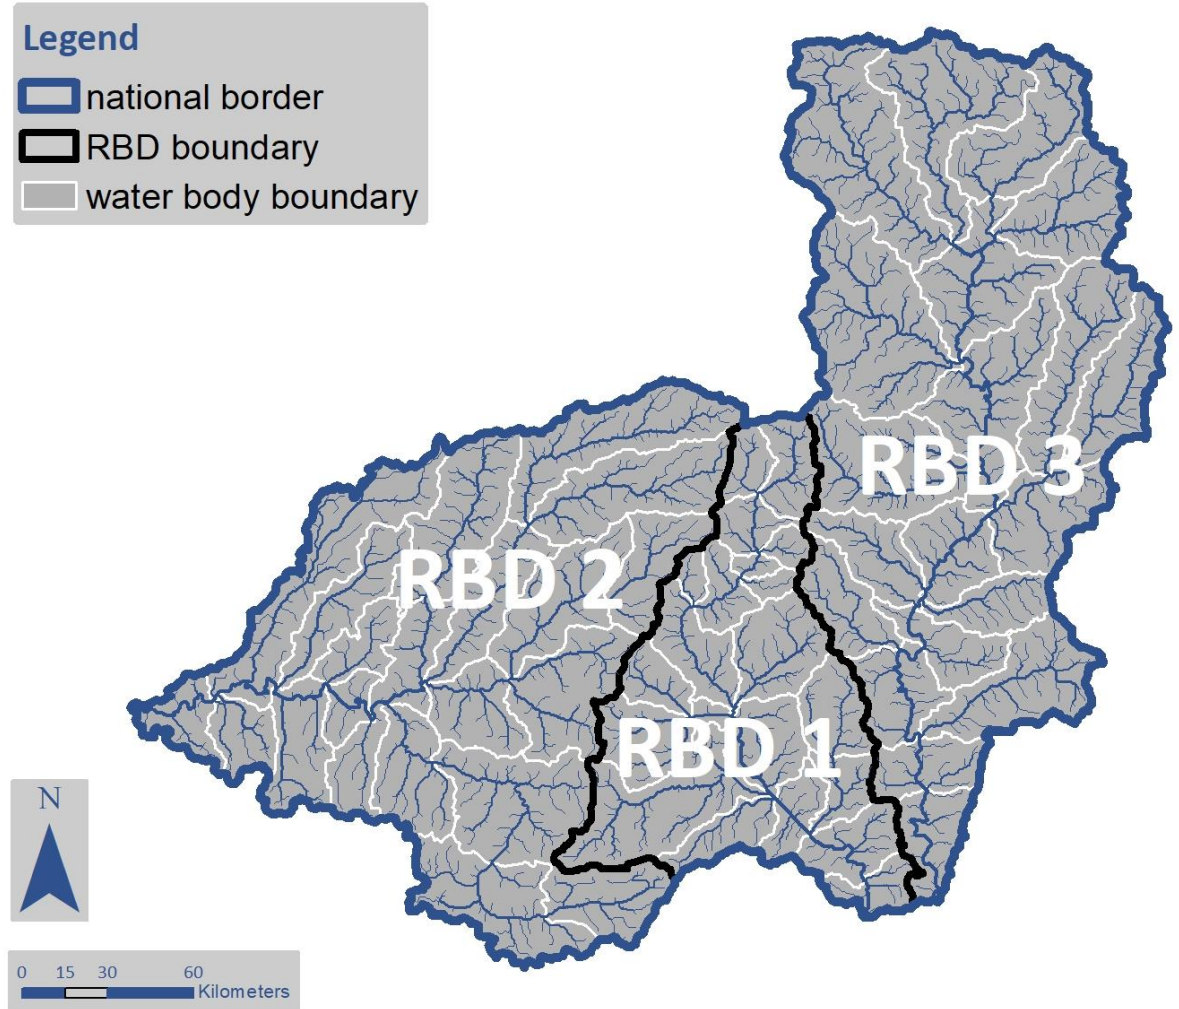 Legend
national border
RBD boundary
water body boundary
RBD 3
RBD 2
RBD 1
N
0 15 30 60
Kilometers